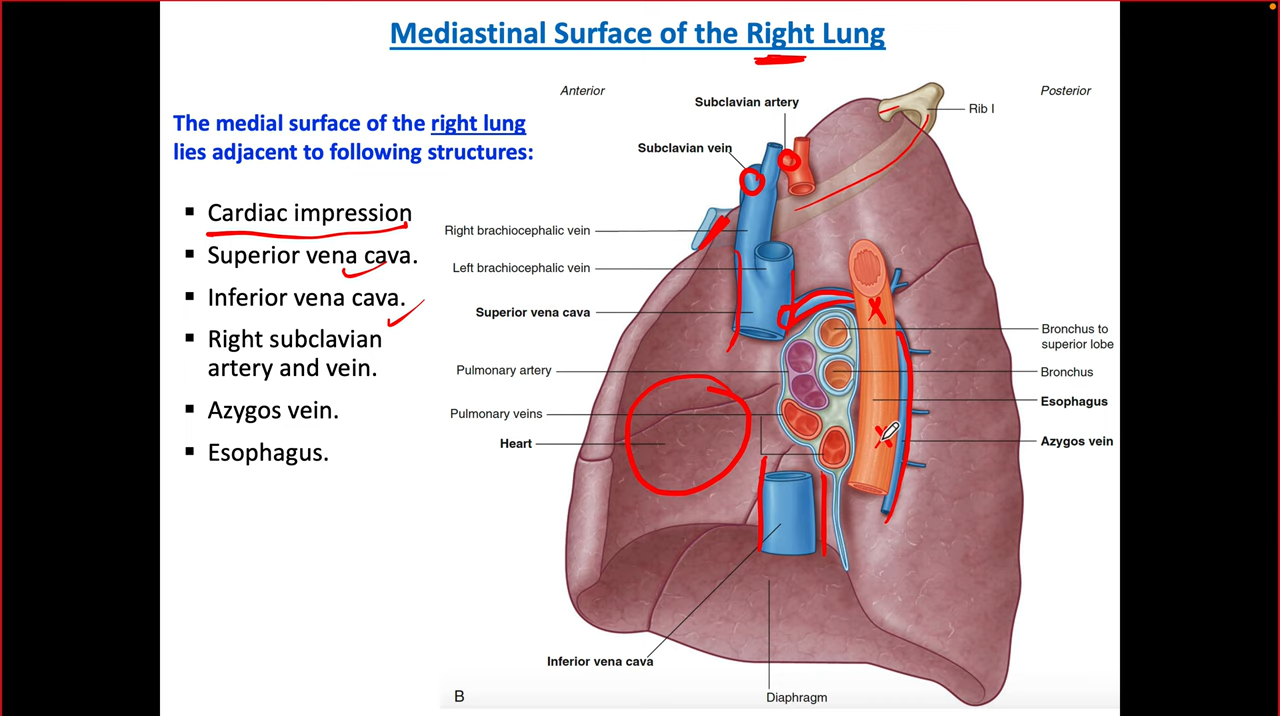 Mediastinal Surface of the Right Lung
The medial surface of the right lung
lies adjacent to following structures:
▪ Cardiac impression
▪ Superior vena cava.
▪ Inferior vena cava.
▪ Right subclavian
artery and vein.
▪ Azygos vein.
▪ Esophagus.
Anterior
Posterior
Subclavian artery
Rib I
Subclavian vein
Right brachiocephalic vein
Left brachiocephalic vein
Superior vena cava
Pulmonary artery
Pulmonary veins
Heart
Bronchus to
superior lobe
Bronchus
Esophagus
Azygos vein
Inferior vena cava
Diaphragm
B